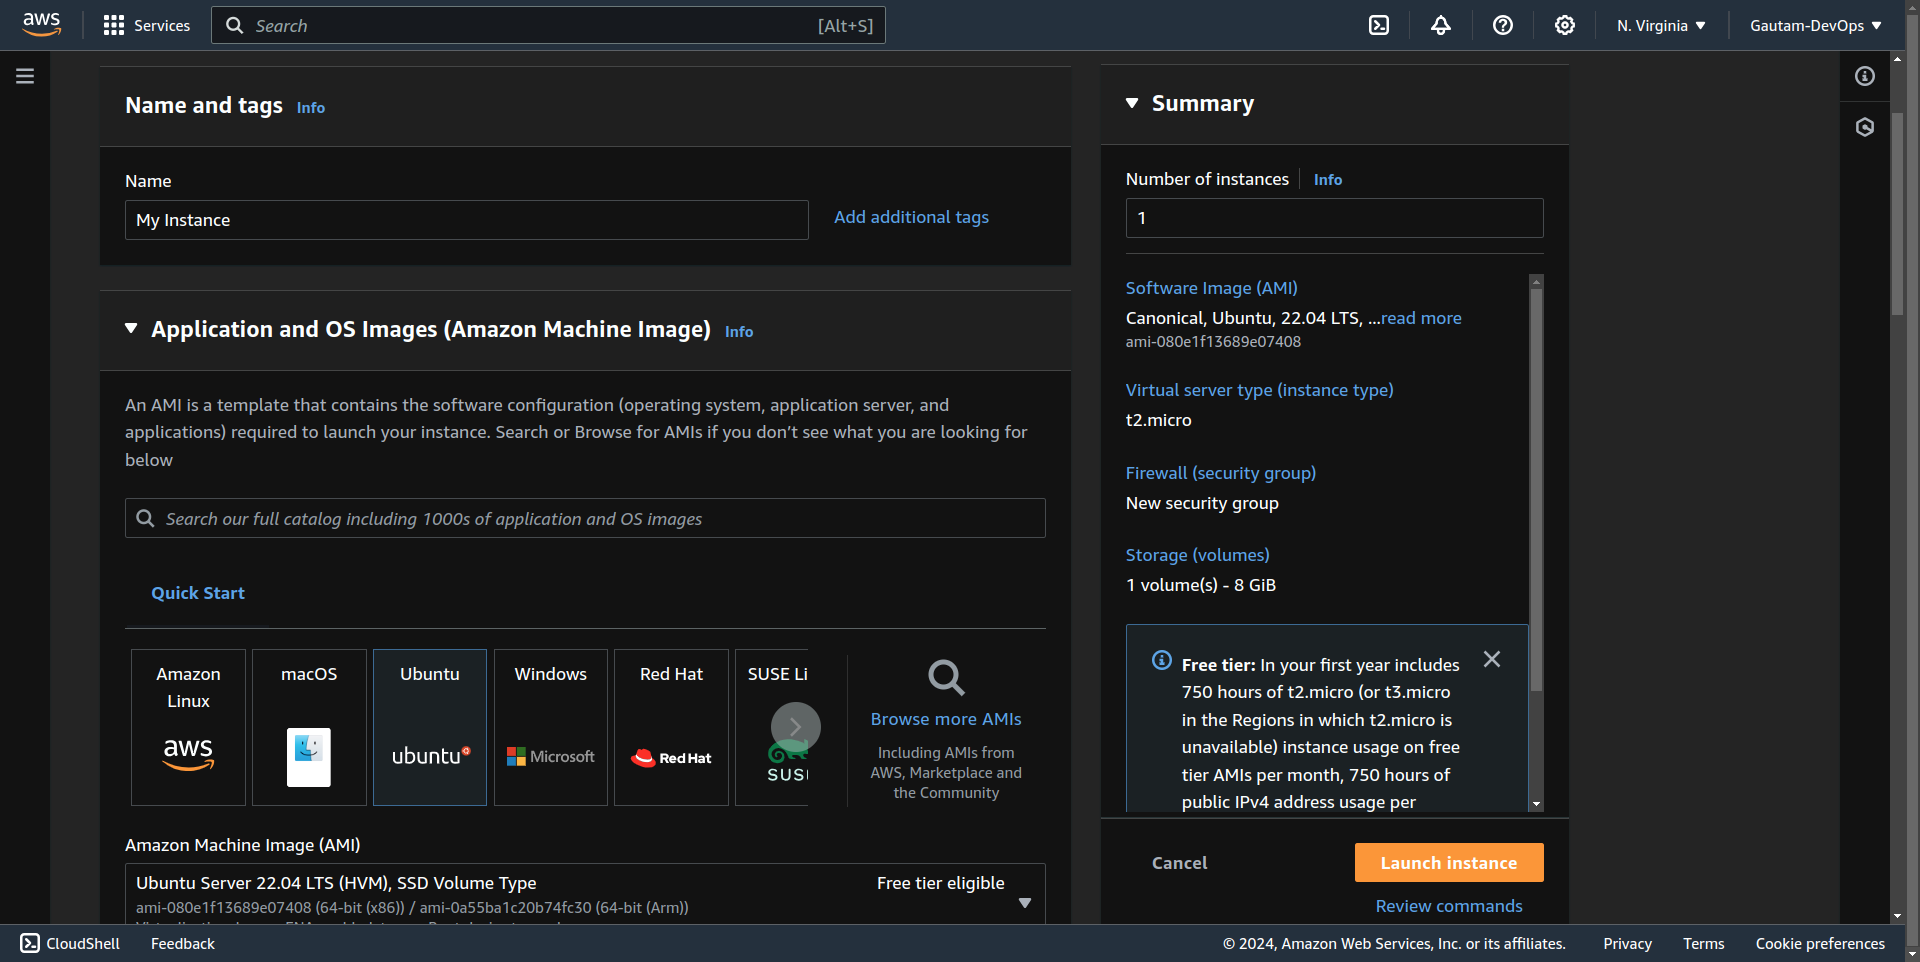 aws
Services
Search [Alt+S]
N. Virginia
Gautam-DevOps
Name and tags Info
Name
My Instance
Add additional tags
Application and OS Images (Amazon Machine Image) Info
An AMI is a template that contains the software configuration (operating system, application server, and
applications) required to launch your instance. Search or Browse for AMIs if you don’t see what you are looking for
below
Search our full catalog including 1000s of application and OS images
Quick Start
Amazon
Linux
aws
macOS
Ubuntu
ubuntu
Windows
Microsoft
Red Hat
Red Hat
SUSE Li
SUS
Browse more AMIs
Including AMIs from
AWS, Marketplace and
the Community
Amazon Machine Image (AMI)
Ubuntu Server 22.04 LTS (HVM), SSD Volume Type
Free tier eligible
ami-080e1f13689e07408 (64-bit (x86)) / ami-0a55ba1c20b74fc30 (64-bit (Arm))
Summary
Number of instances Info
1
Software Image (AMI)
Canonical, Ubuntu, 22.04 LTS, ...read more
ami-080e1f13689e07408
Virtual server type (instance type)
t2.micro
Firewall (security group)
New security group
Storage (volumes)
1 volume(s) - 8 GiB
Free tier: In your first year includes
750 hours of t2.micro (or t3.micro
in the Regions in which t2.micro is
unavailable) instance usage on free
tier AMIs per month, 750 hours of
public IPv4 address usage per
Cancel
Launch instance
Review commands
CloudShell
Feedback
© 2024, Amazon Web Services, Inc. or its affiliates.
Privacy
Terms
Cookie preferences